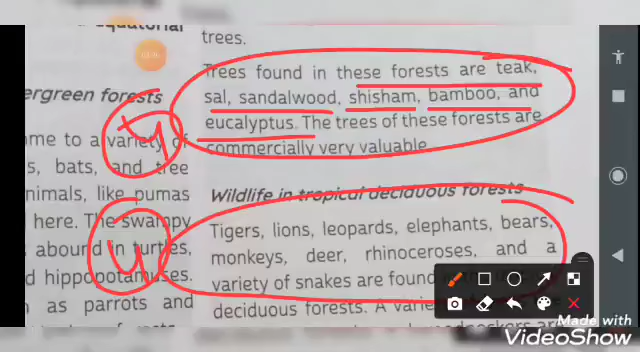 equatorial
ergreen forests
me to a variety of
s, bats, and tree
nimals, like pumas
here. The swampy
abound in turtles,
d hippopotamuses.
as parrots and
trees.
Trees found in these forests are teak,
sal, sandalwood, shisham, bamboo, and
eucalyptus. The trees of these forests are
commercially very valuable.
Wildlife in tropical deciduous forests
Tigers, lions, leopards, elephants, bears,
monkeys, deer, rhinoceroses, and a
variety of snakes are found
deciduous forests. A
Made with
VideoShow